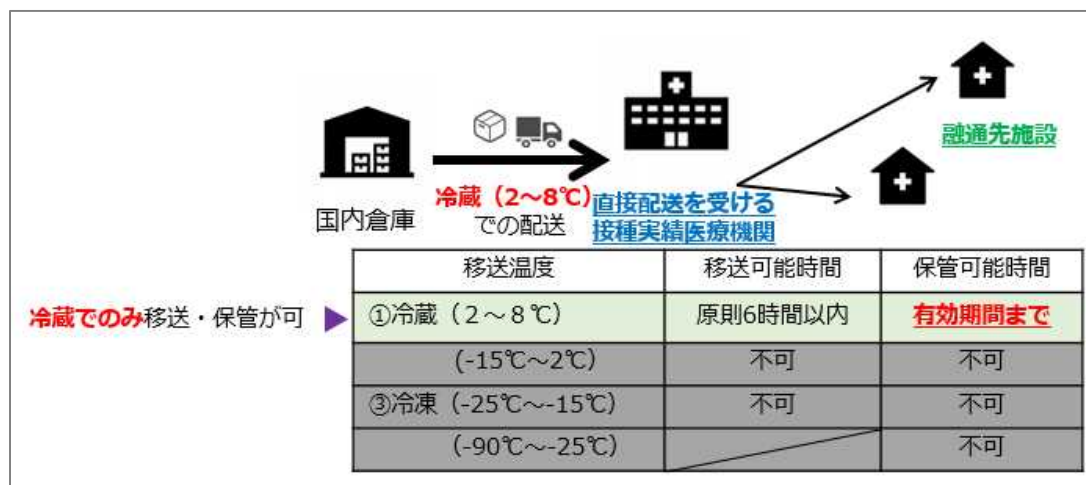 融通先施設
国内倉庫
冷蔵（2～8℃）
での配送
直接配送を受ける
接種実績医療機関
移送温度 移送可能時間 保管可能時間
冷蔵でのみ移送・保管が可
①冷蔵（２～８℃） 原則6時間以内 有効期間まで
(-15℃～2℃） 不可 不可
③冷凍（-25℃～-15℃） 不可 不可
（-90℃～-25℃） 不可